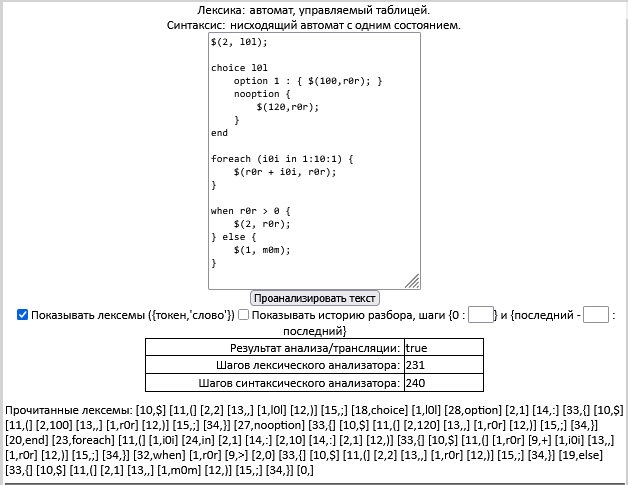 Лексика: автомат, управляемый таблицей.
Синтаксис: нисходящий автомат с одним состоянием.
$(2, l0l);
choice l0l
option 1 : { $(100,r0r); }
nooption {
$(120,r0r);
}
end
foreach (i0i in 1:10:1) {
$(r0r + i0i, r0r);
}
when r0r > 0 {
$(2, r0r);
} else {
$(1, m0m);
}
Проанализировать текст
Показывать лексемы ({токен,'слово'}) Показывать историю разбора, шаги {0 : } и {последний - :
последний}
Результат анализа/трансляции: true
Шагов лексического анализатора: 231
Шагов синтаксического анализатора: 240
Прочитанные лексемы: [10,$] [11,(] [2,2] [13,,] [1,l0l] [12,)] [15,;] [18,choice] [1,l0l] [28,option] [2,1] [14,:] [33,{] [10,$]
[11,(] [2,100] [13,,] [1,r0r] [12,)] [15,;] [34,}] [27,nooption] [33,{] [10,$] [11,(] [2,120] [13,,] [1,r0r] [12,)] [15,;] [34,}]
[20,end] [23,foreach] [11,(] [1,i0i] [24,in] [2,1] [14,:] [2,10] [14,:] [2,1] [12,)] [33,{] [10,$] [11,(] [1,r0r] [9,+] [1,i0i] [13,,]
[1,r0r] [12,)] [15,;] [34,}] [32,when] [1,r0r] [9,>] [2,0] [33,{] [10,$] [11,(] [2,2] [13,,] [1,r0r] [12,)] [15,;] [34,}] [19,else]
[33,{] [10,$] [11,(] [2,1] [13,,] [1,m0m] [12,)] [15,;] [34,}] [0,]